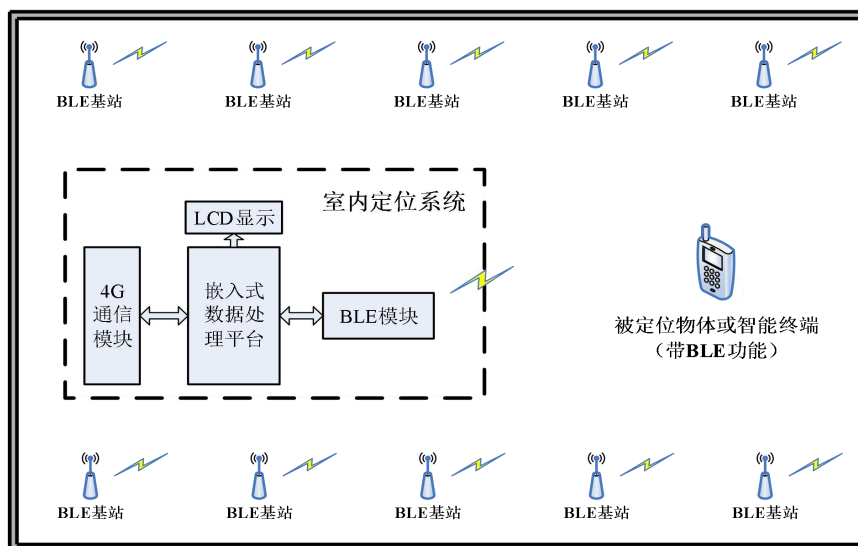 BLE基站
BLE基站
BLE基站
BLE基站
BLE基站
室内定位系统
LCD显示
4G
通信
模块
嵌入式
数据处
理平台
BLE模块
被定位物体或智能终端
（带BLE功能）
BLE基站
BLE基站
BLE基站
BLE基站
BLE基站